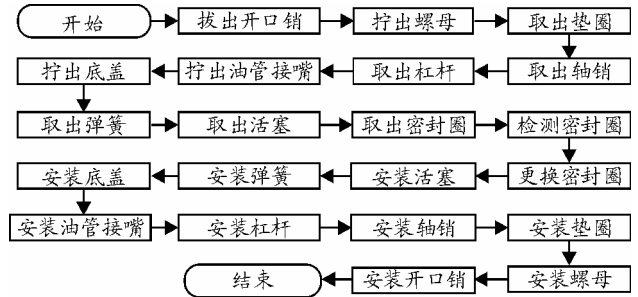 开始 拔出开口销 拧出螺母 取出垫圈
拧出底盖 拧出油管接嘴 取出杠杆 取出轴销
取出弹簧 取出活塞 取出密封圈 检测密封圈
安装底盖 安装弹簧 安装活塞 更换密封圈
安装油管接嘴 安装杠杆 安装轴销 安装垫圈
结束 安装开口销 安装螺母